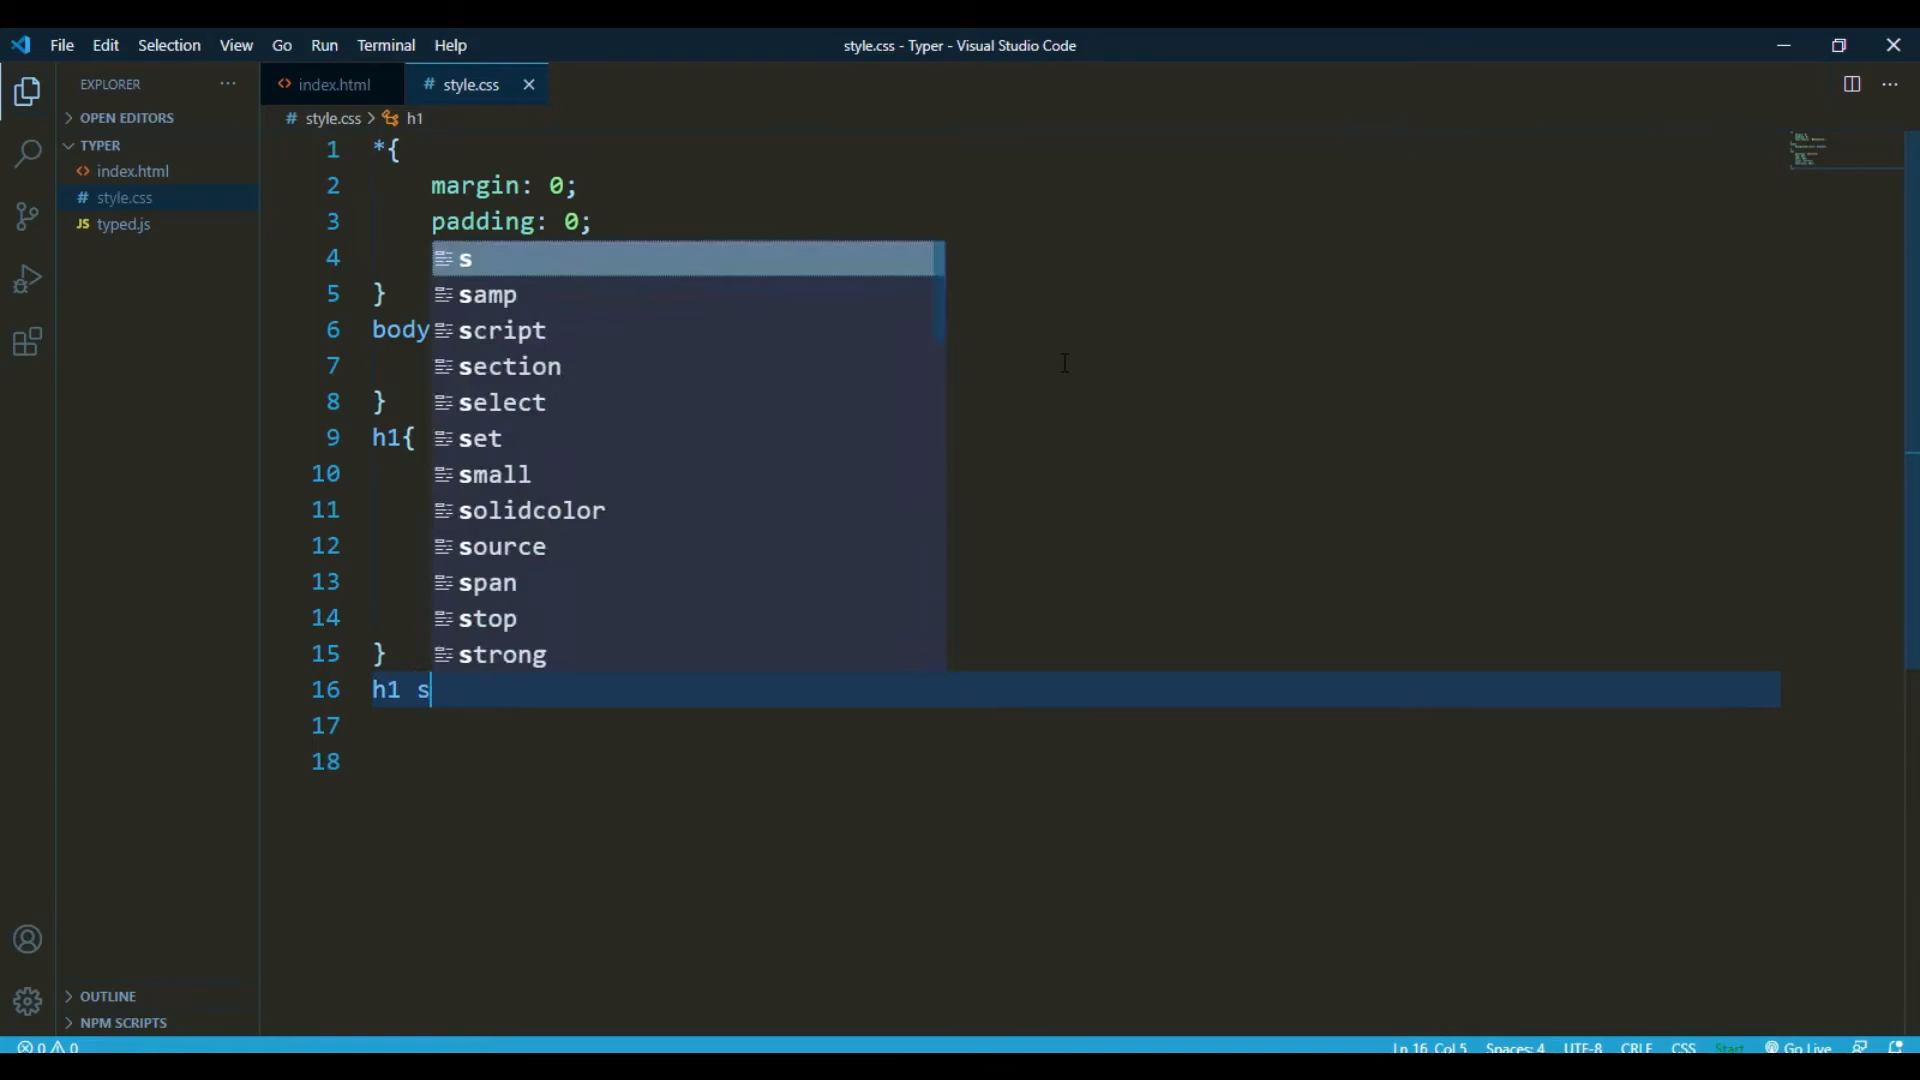 File Edit Selection View Go Run Terminal Help
style.css - Typer - Visual Studio Code
EXPLORER
OPEN EDITORS
TYPER
index.html
style.css
typed.js
OUTLINE
NPM SCRIPTS
index.html
# style.css
# style.css > h1
1 *{
2 margin: 0;
3 padding: 0;
4
5 }
6 body
7
8 }
9 h1{
10
11
12
13
14
15 }
16 h1 s
17
18
s
samp
script
section
select
set
small
solidcolor
source
span
stop
strong
0 0
Ln 16, Col 5 Spaces: 4 UTF-8 CRLF CSS Start Go Live